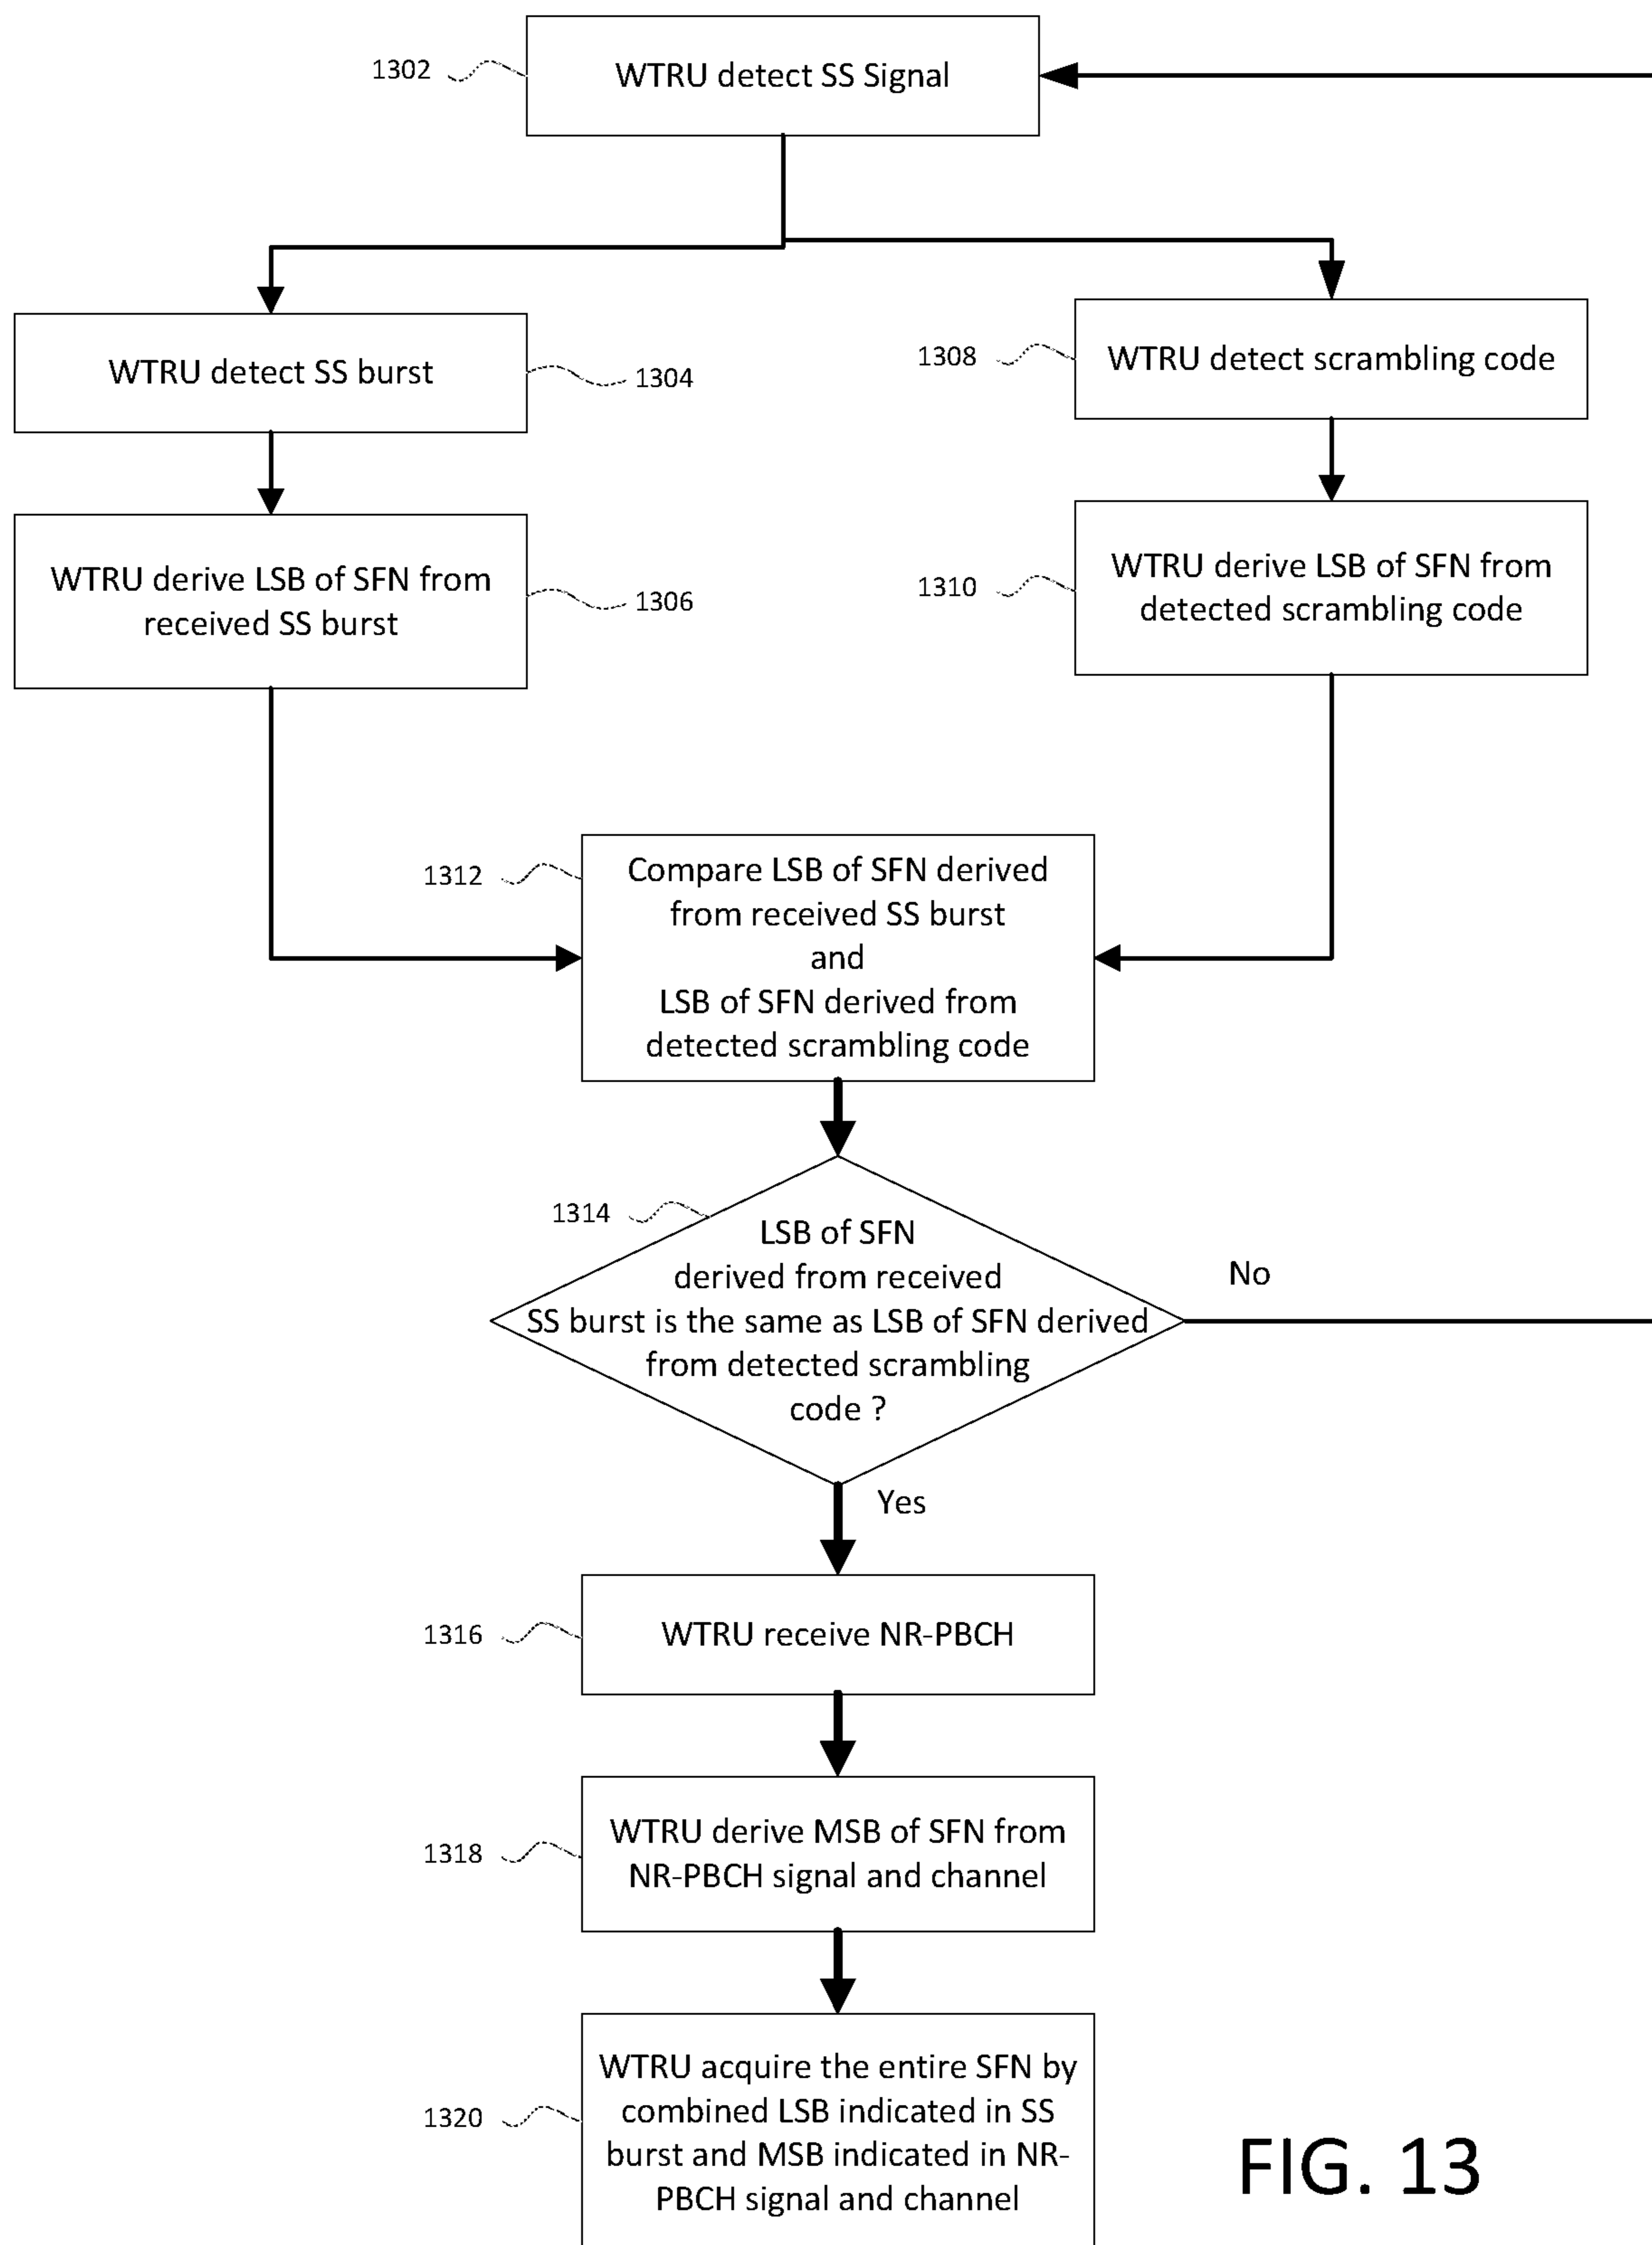 1302
WTRU detect SS Signal
WTRU detect SS burst
1304
1308
WTRU detect scrambling code
WTRU derive LSB of SFN from
received SS burst
1306
1310
WTRU derive LSB of SFN from
detected scrambling code
1312
Compare LSB of SFN derived
from received SS burst
and
LSB of SFN derived from
detected scrambling code
1314
LSB of SFN
derived from received
SS burst is the same as LSB of SFN derived
from detected scrambling
code ?
No
Yes
1316
WTRU receive NR-PBCH
1318
WTRU derive MSB of SFN from
NR-PBCH signal and channel
1320
WTRU acquire the entire SFN by
combined LSB indicated in SS
burst and MSB indicated in NR-
PBCH signal and channel
FIG. 13